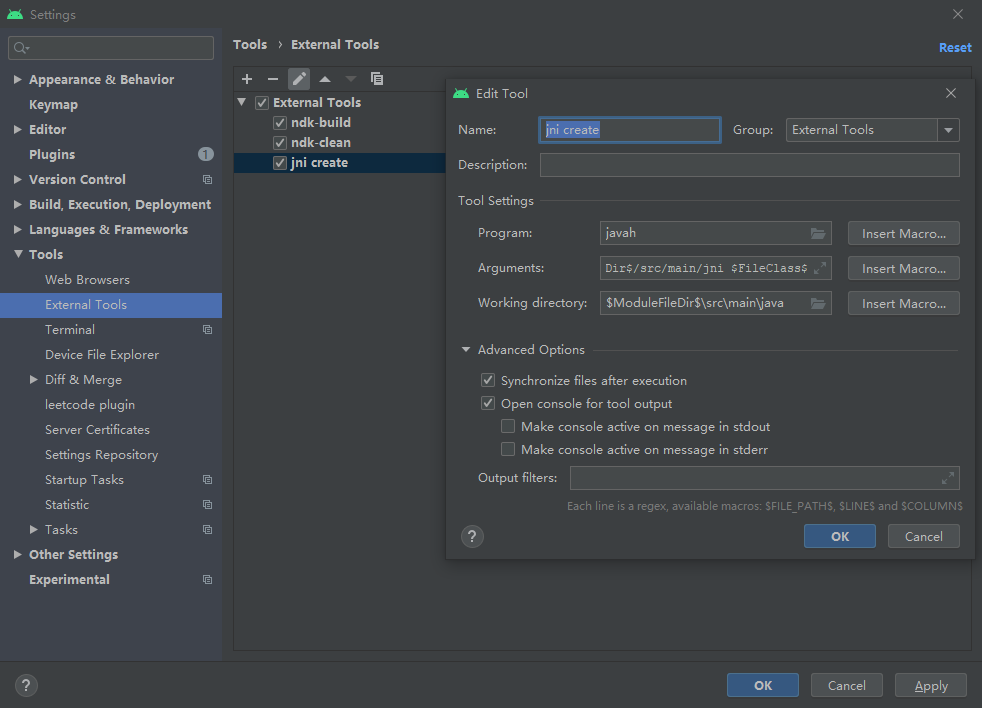 Settings
Tools › External Tools
Reset
Appearance & Behavior
Keymap
Editor
Plugins 1
Version Control
Build, Execution, Deployment
Languages & Frameworks
Tools
Web Browsers
External Tools
Terminal
Device File Explorer
Diff & Merge
leetcode plugin
Server Certificates
Settings Repository
Startup Tasks
Statistic
Tasks
Other Settings
Experimental
External Tools
ndk-build
ndk-clean
jni create
Edit Tool
Name: jni create Group: External Tools
Description:
Tool Settings
Program: javah Insert Macro...
Arguments: Dir$/src/main/jni $FileClass$ Insert Macro...
Working directory: $ModuleFileDir$\src\main\java Insert Macro...
Advanced Options
Synchronize files after execution
Open console for tool output
Make console active on message in stdout
Make console active on message in stderr
Output filters:
Each line is a regex, available macros: $FILE_PATH$, $LINE$ and $COLUMN$
? OK Cancel
? OK Cancel Apply